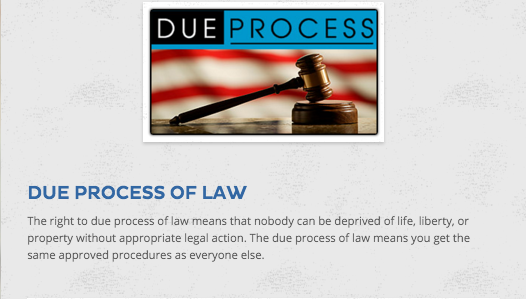 DUE PROCESS
DUE PROCESS OF LAW
The right to due process of law means that nobody can be deprived of life, liberty, or
property without appropriate legal action. The due process of law means you get the
same approved procedures as everyone else.